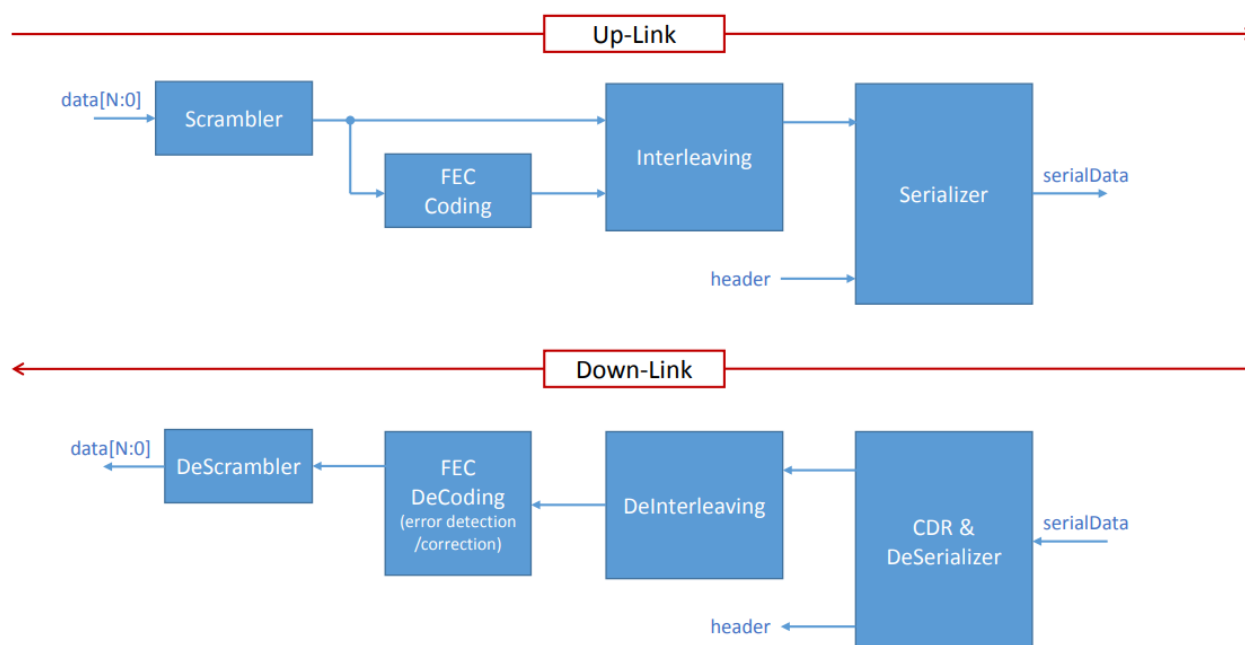 Up-Link
data[N:0]
Scrambler
Interleaving
FEC
Coding
serialData
Serializer
header
Down-Link
data[N:0]
DeScrambler
FEC
DeCoding
(error detection
/correction)
DeInterleaving
CDR &
DeSerializer
serialData
header